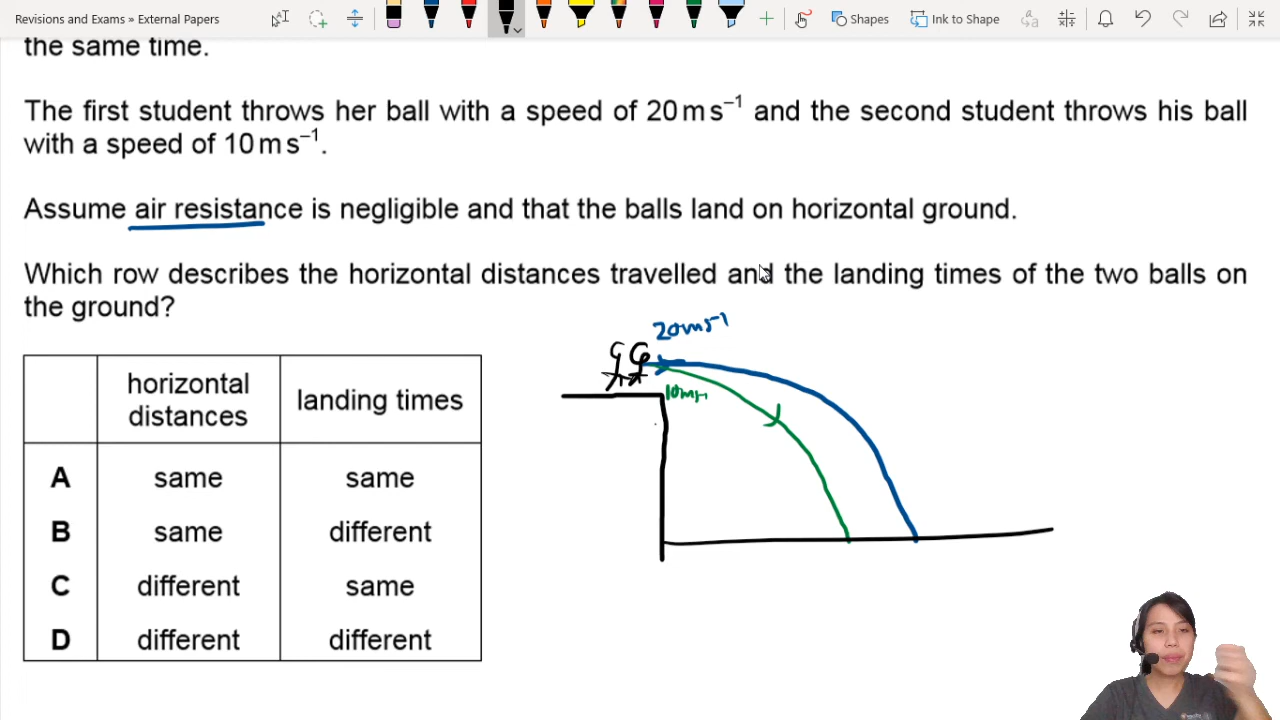 Revisions and Exams » External Papers
Shapes
Ink to Shape
the same time.
The first student throws her ball with a speed of 20 m s⁻¹ and the second student throws his ball
with a speed of 10 m s⁻¹.
Assume air resistance is negligible and that the balls land on horizontal ground.
Which row describes the horizontal distances travelled and the landing times of the two balls on
the ground?
20ms⁻¹
10ms⁻¹
horizontal distances landing times
A same same
B same different
C different same
D different different